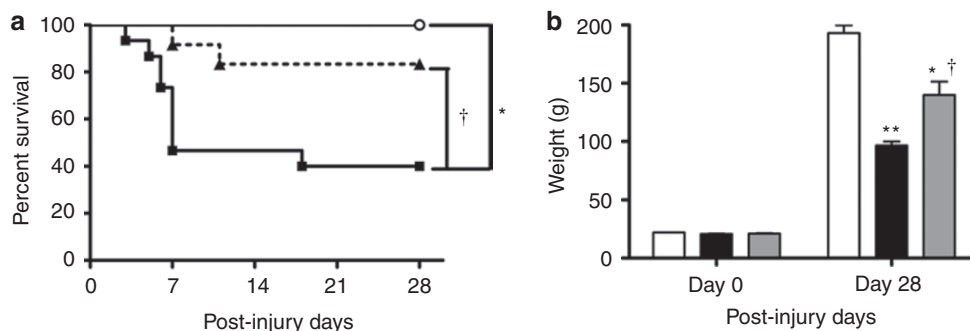 a
100
80
60
40
20
0
Percent survival
0 7 14 21 28
Post-injury days
†
*
b
200
150
100
50
0
Weight (g)
**
* †
Day 0 Day 28
Post-injury days